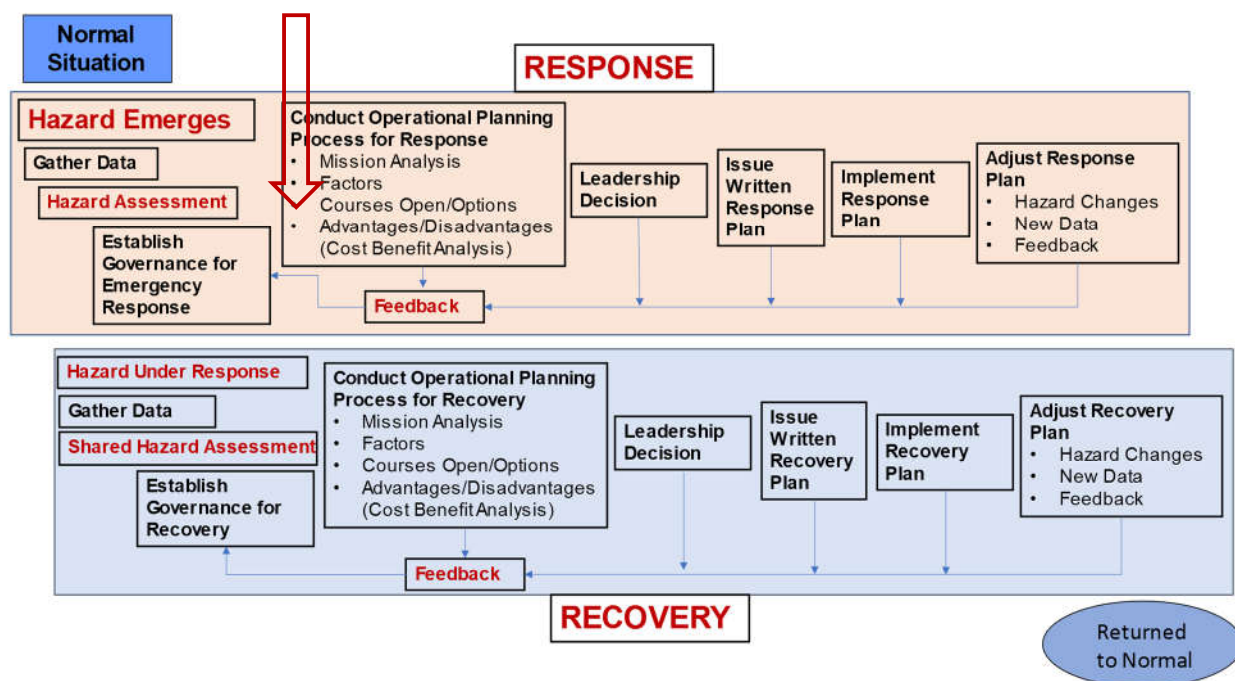 Normal
Situation
RESPONSE
Hazard Emerges
Gather Data
Hazard Assessment
Establish
Governance for
Emergency
Response
Conduct Operational Planning
Process for Response
• Mission Analysis
• Factors
Courses Open/Options
• Advantages/Disadvantages
(Cost Benefit Analysis)
Leadership
Decision
Issue
Written
Response
Plan
Implement
Response
Plan
Adjust Response
Plan
• Hazard Changes
• New Data
• Feedback
Feedback
Hazard Under Response
Gather Data
Shared Hazard Assessment
Establish
Governance for
Recovery
Conduct Operational Planning
Process for Recovery
• Mission Analysis
• Factors
• Courses Open/Options
• Advantages/Disadvantages
(Cost Benefit Analysis)
Leadership
Decision
Issue
Written
Recovery
Plan
Implement
Recovery
Plan
Adjust Recovery
Plan
• Hazard Changes
• New Data
• Feedback
Feedback
RECOVERY
Returned
to Normal